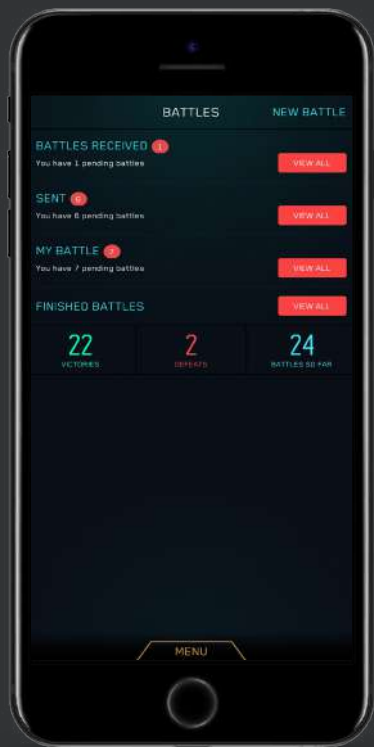 BATTLES
NEW BATTLE
BATTLES RECEIVED 1
You have 1 pending battles
VIEW ALL
SENT 6
You have 6 pending battles
VIEW ALL
MY BATTLE 7
You have 7 pending battles
VIEW ALL
FINISHED BATTLES
VIEW ALL
22
2
24
VICTORIES
DEFEATS
BATTLES SO FAR
MENU